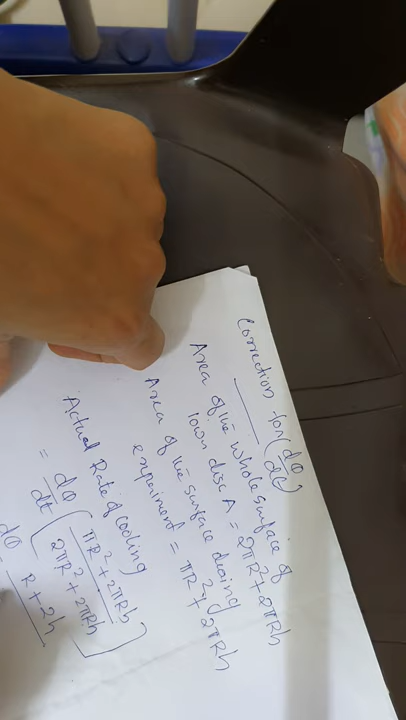 Correction for (dθ/dt)
Area of the whole surface of
lower disc A = 2πR² + 2πRh
Area of the surface during
experiment = πR² + 2πRh
Actual Rate of cooling
= dθ/dt (πR² + 2πRh / 2πR² + 2πRh)
dθ R + 2h